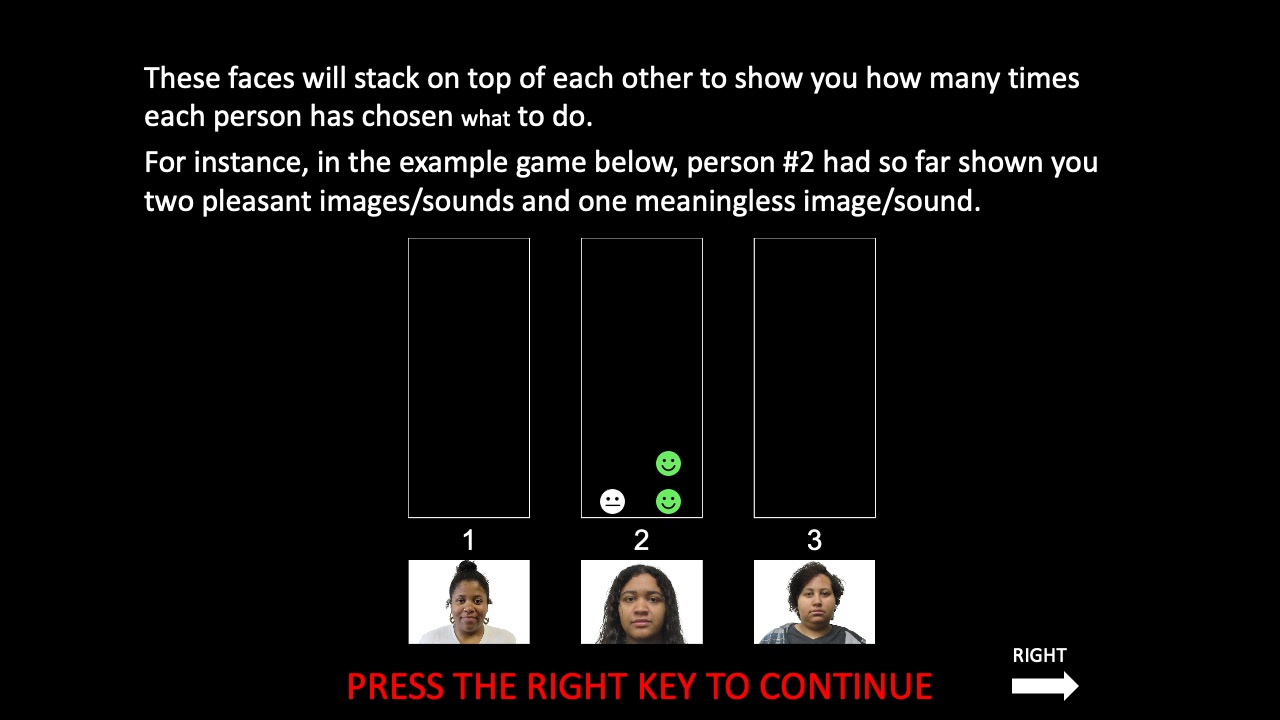 These faces will stack on top of each other to show you how many times
each person has chosen what to do.
For instance, in the example game below, person #2 had so far shown you
two pleasant images/sounds and one meaningless image/sound.
1 2 3
RIGHT
PRESS THE RIGHT KEY TO CONTINUE